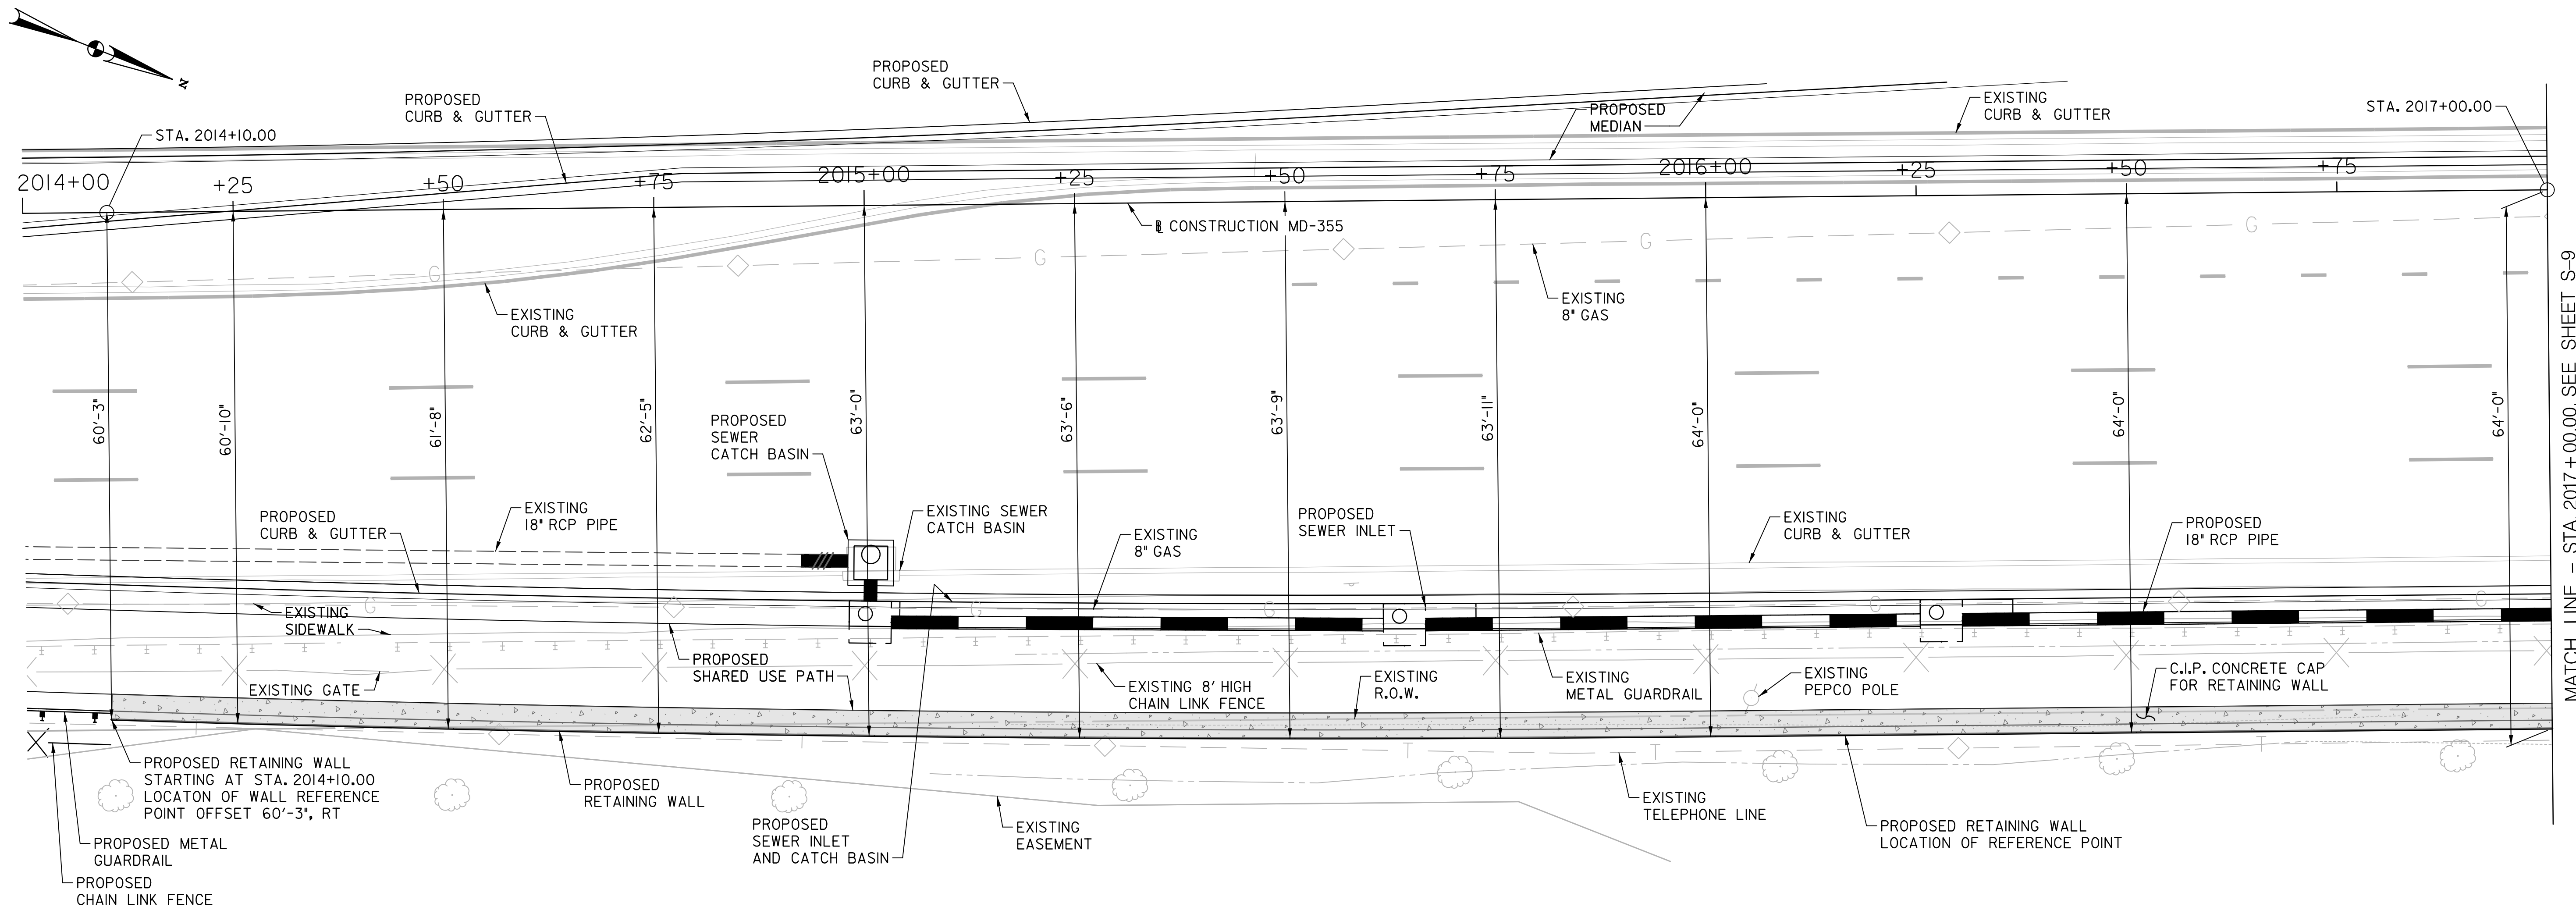 N
PROPOSED
CURB & GUTTER
PROPOSED
CURB & GUTTER
STA. 2014+10.00
PROPOSED
MEDIAN
EXISTING
CURB & GUTTER
STA. 2017+00.00
2014+00
+25
+50
+75
2015+00
+25
+50
+75
2016+00
+25
+50
+75
℄ CONSTRUCTION MD-355
G
G
G
G
EXISTING
8" GAS
EXISTING
CURB & GUTTER
60'-3"
60'-10"
61'-8"
62'-5"
63'-0"
63'-6"
63'-9"
63'-11"
64'-0"
64'-0"
64'-0"
MATCH LINE - STA. 2017+00.00, SEE SHEET S-9
PROPOSED
SEWER
CATCH BASIN
PROPOSED
CURB & GUTTER
EXISTING
18" RCP PIPE
EXISTING SEWER
CATCH BASIN
EXISTING
8" GAS
PROPOSED
SEWER INLET
EXISTING
CURB & GUTTER
PROPOSED
18" RCP PIPE
G
G
G
G
G
EXISTING
SIDEWALK
EXISTING GATE
PROPOSED
SHARED USE PATH
EXISTING 8' HIGH
CHAIN LINK FENCE
EXISTING
R.O.W.
EXISTING
METAL GUARDRAIL
EXISTING
PEPCO POLE
C.I.P. CONCRETE CAP
FOR RETAINING WALL
T
T
T
T
T
PROPOSED RETAINING WALL
STARTING AT STA. 2014+10.00
LOCATON OF WALL REFERENCE
POINT OFFSET 60'-3", RT
PROPOSED METAL
GUARDRAIL
PROPOSED
CHAIN LINK FENCE
PROPOSED
RETAINING WALL
PROPOSED
SEWER INLET
AND CATCH BASIN
EXISTING
EASEMENT
EXISTING
TELEPHONE LINE
PROPOSED RETAINING WALL
LOCATION OF REFERENCE POINT